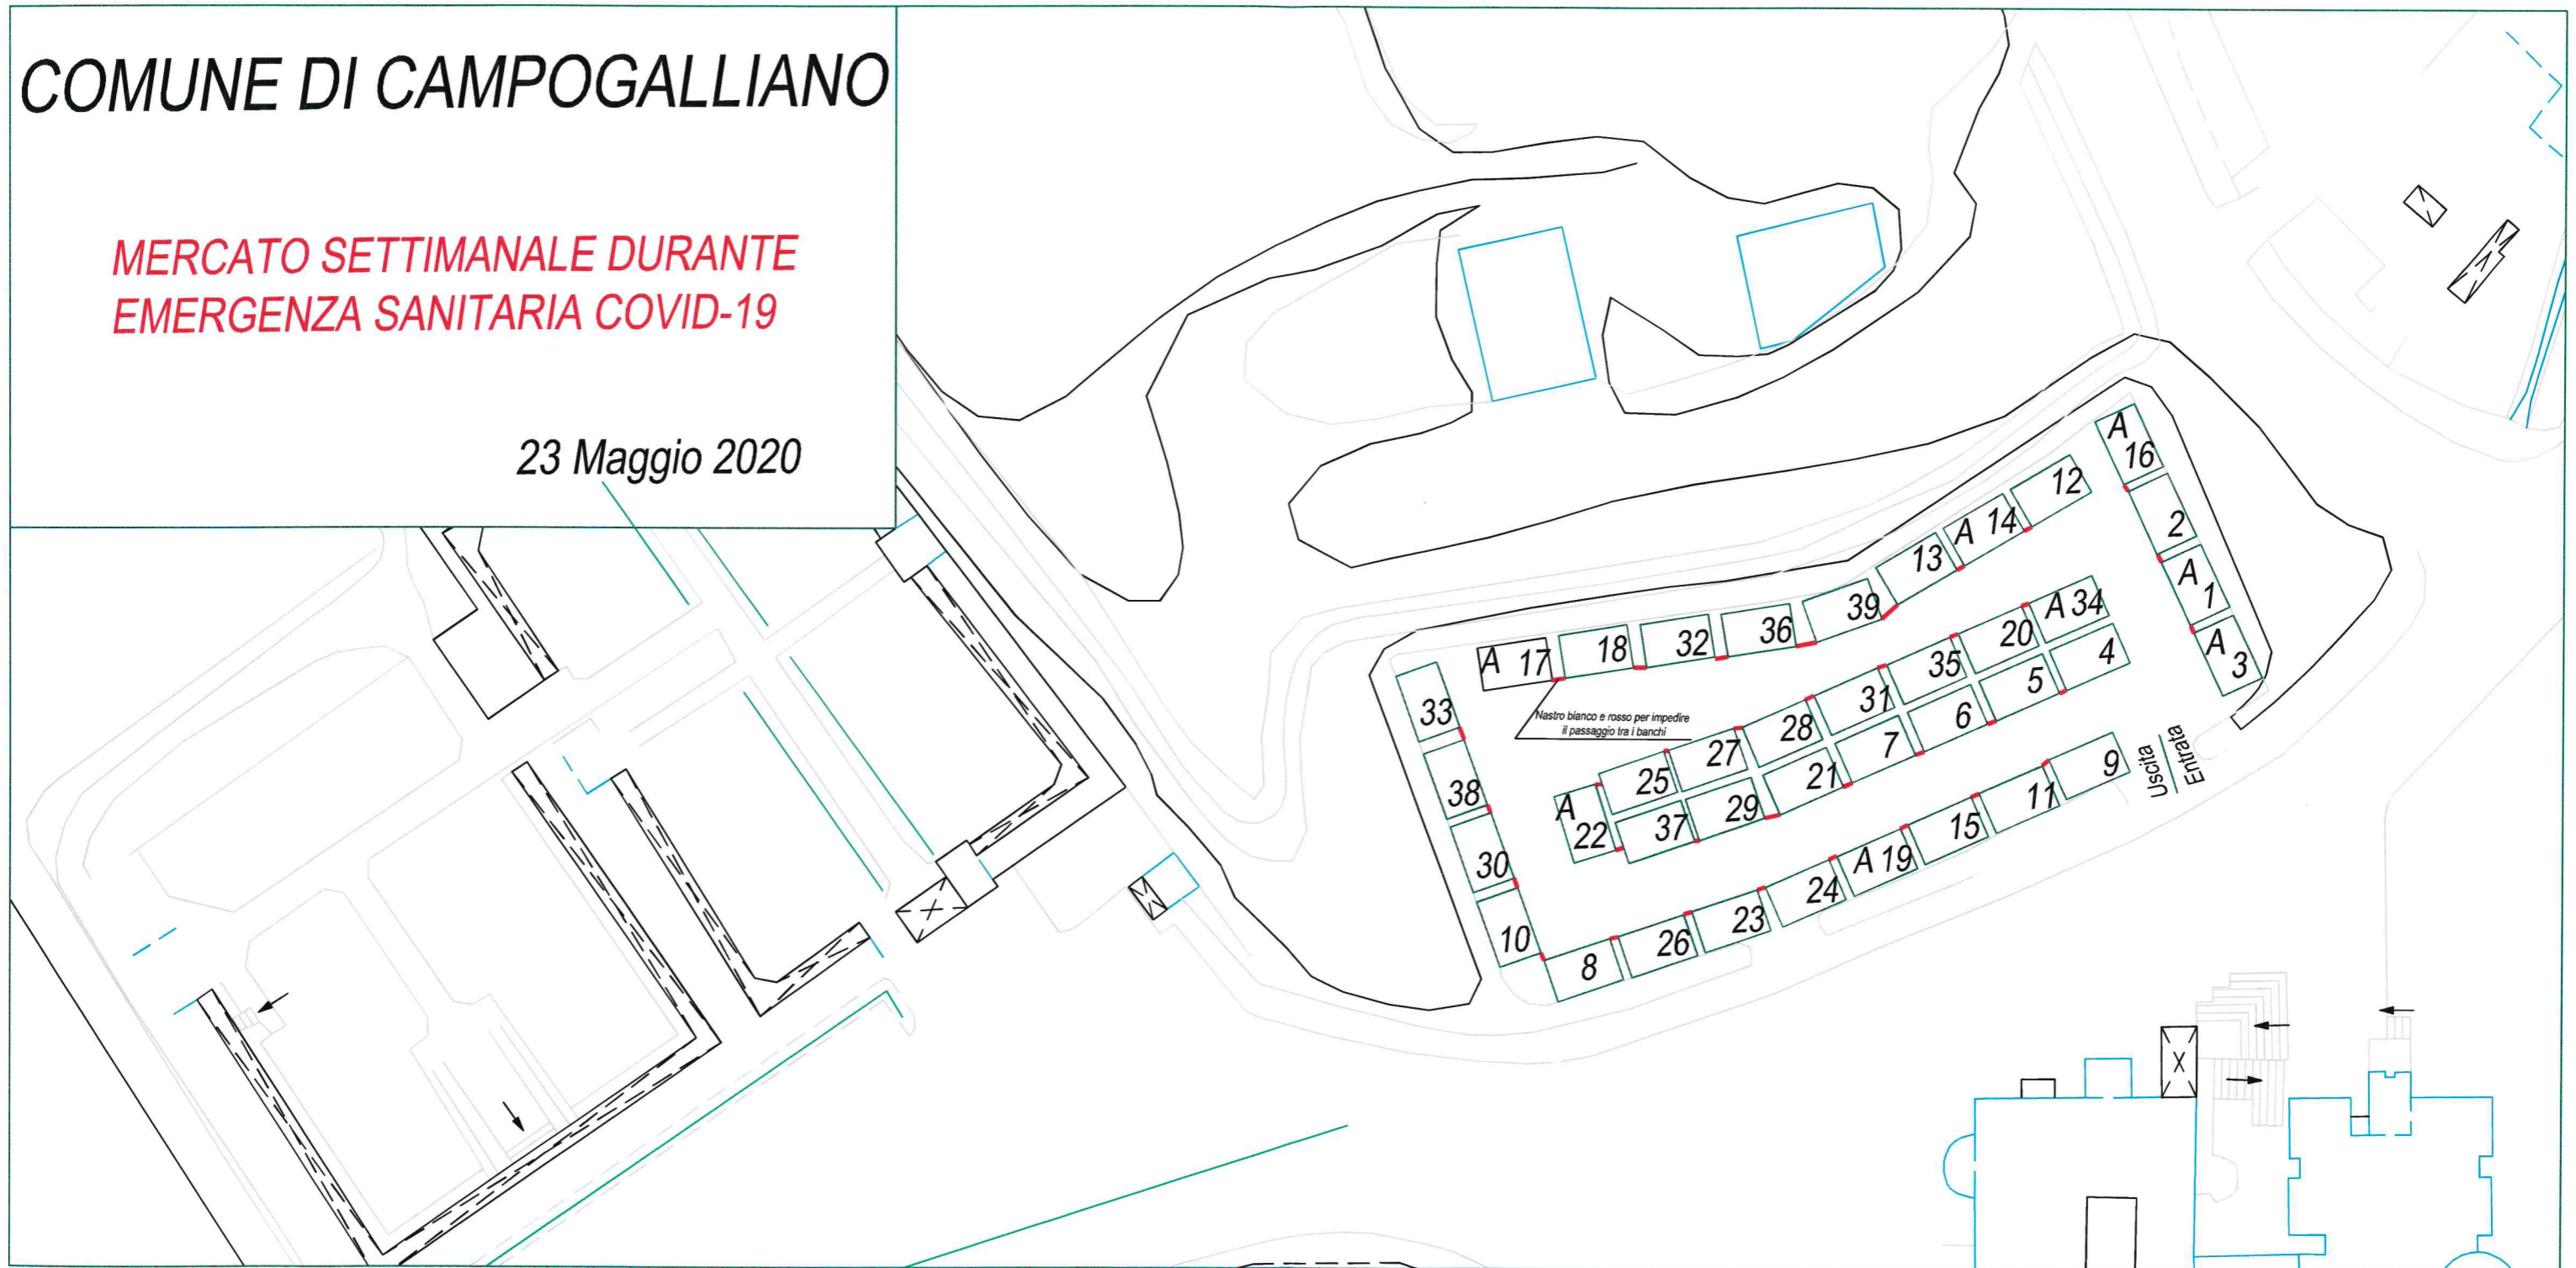 COMUNE DI CAMPOGALLIANO
MERCATO SETTIMANALE DURANTE
EMERGENZA SANITARIA COVID-19
23 Maggio 2020
A 16
2
A 1
A 3
12
A 14
13
39
36
32
18
A 17
Nastro bianco e rosso per impedire
il passaggio tra i banchi
33
38
30
10
A 34
20
35
31
28
27
25
A 22
4
5
6
7
21
29
37
9
11
15
A 19
24
23
26
8
Uscita
Entrata